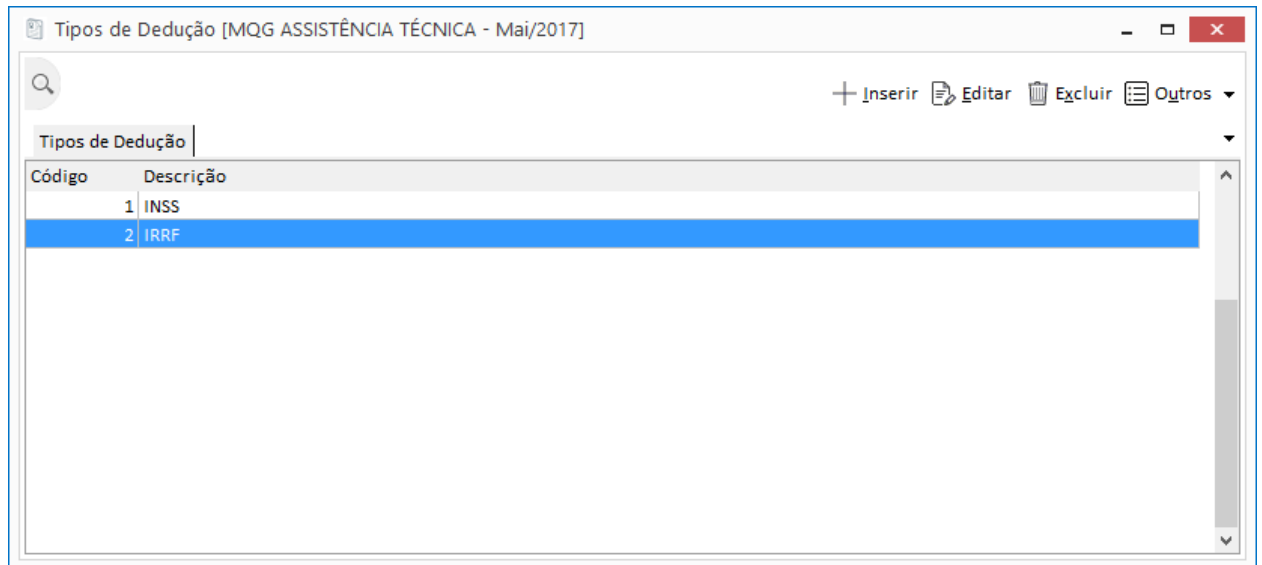 Tipos de Dedução [MQG ASSISTÊNCIA TÉCNICA - Mai/2017]
Inserir Editar Excluir Outros
Tipos de Dedução
Código Descrição
1 INSS
2 IRRF